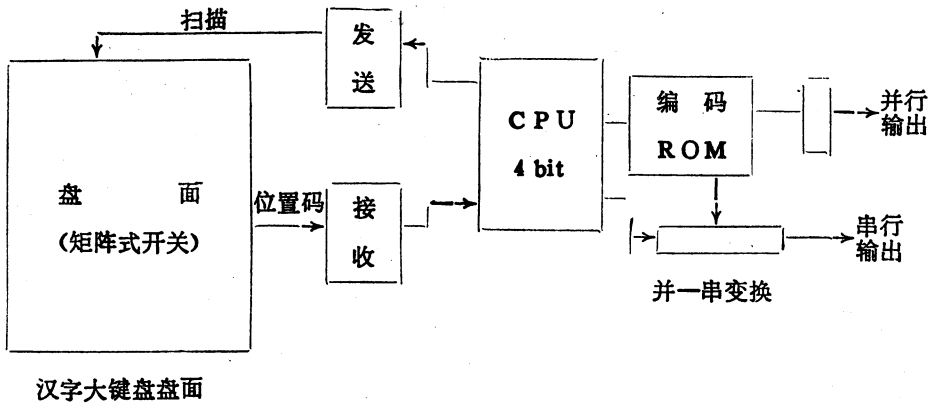 扫描
发
送
盘 面
(矩阵式开关)
位置码
接
收
CPU
4 bit
编 码
ROM
并行
输出
串行
输出
并一串变换
汉字大键盘盘面